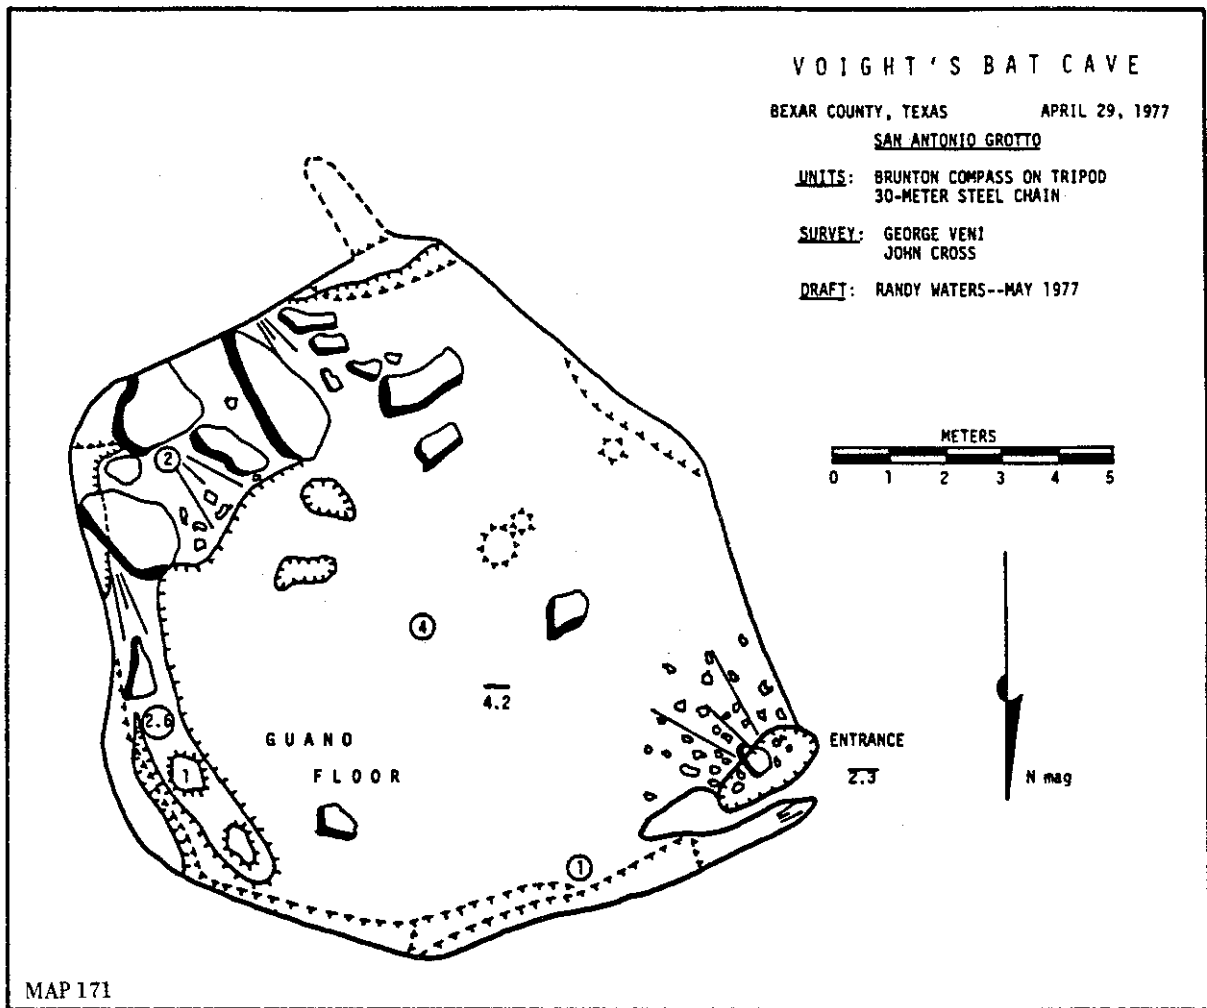 VOIGHT'S BAT CAVE
BEXAR COUNTY, TEXAS APRIL 29, 1977
SAN ANTONIO GROTTO
UNITS: BRUNTON COMPASS ON TRIPOD
30-METER STEEL CHAIN
SURVEY: GEORGE VENI
JOHN CROSS
DRAFT: RANDY WATERS--MAY 1977
METERS
0 1 2 3 4 5
2
4
4.2
2.6
1
GUANO
FLOOR
ENTRANCE
2.3
N mag
1
MAP 171